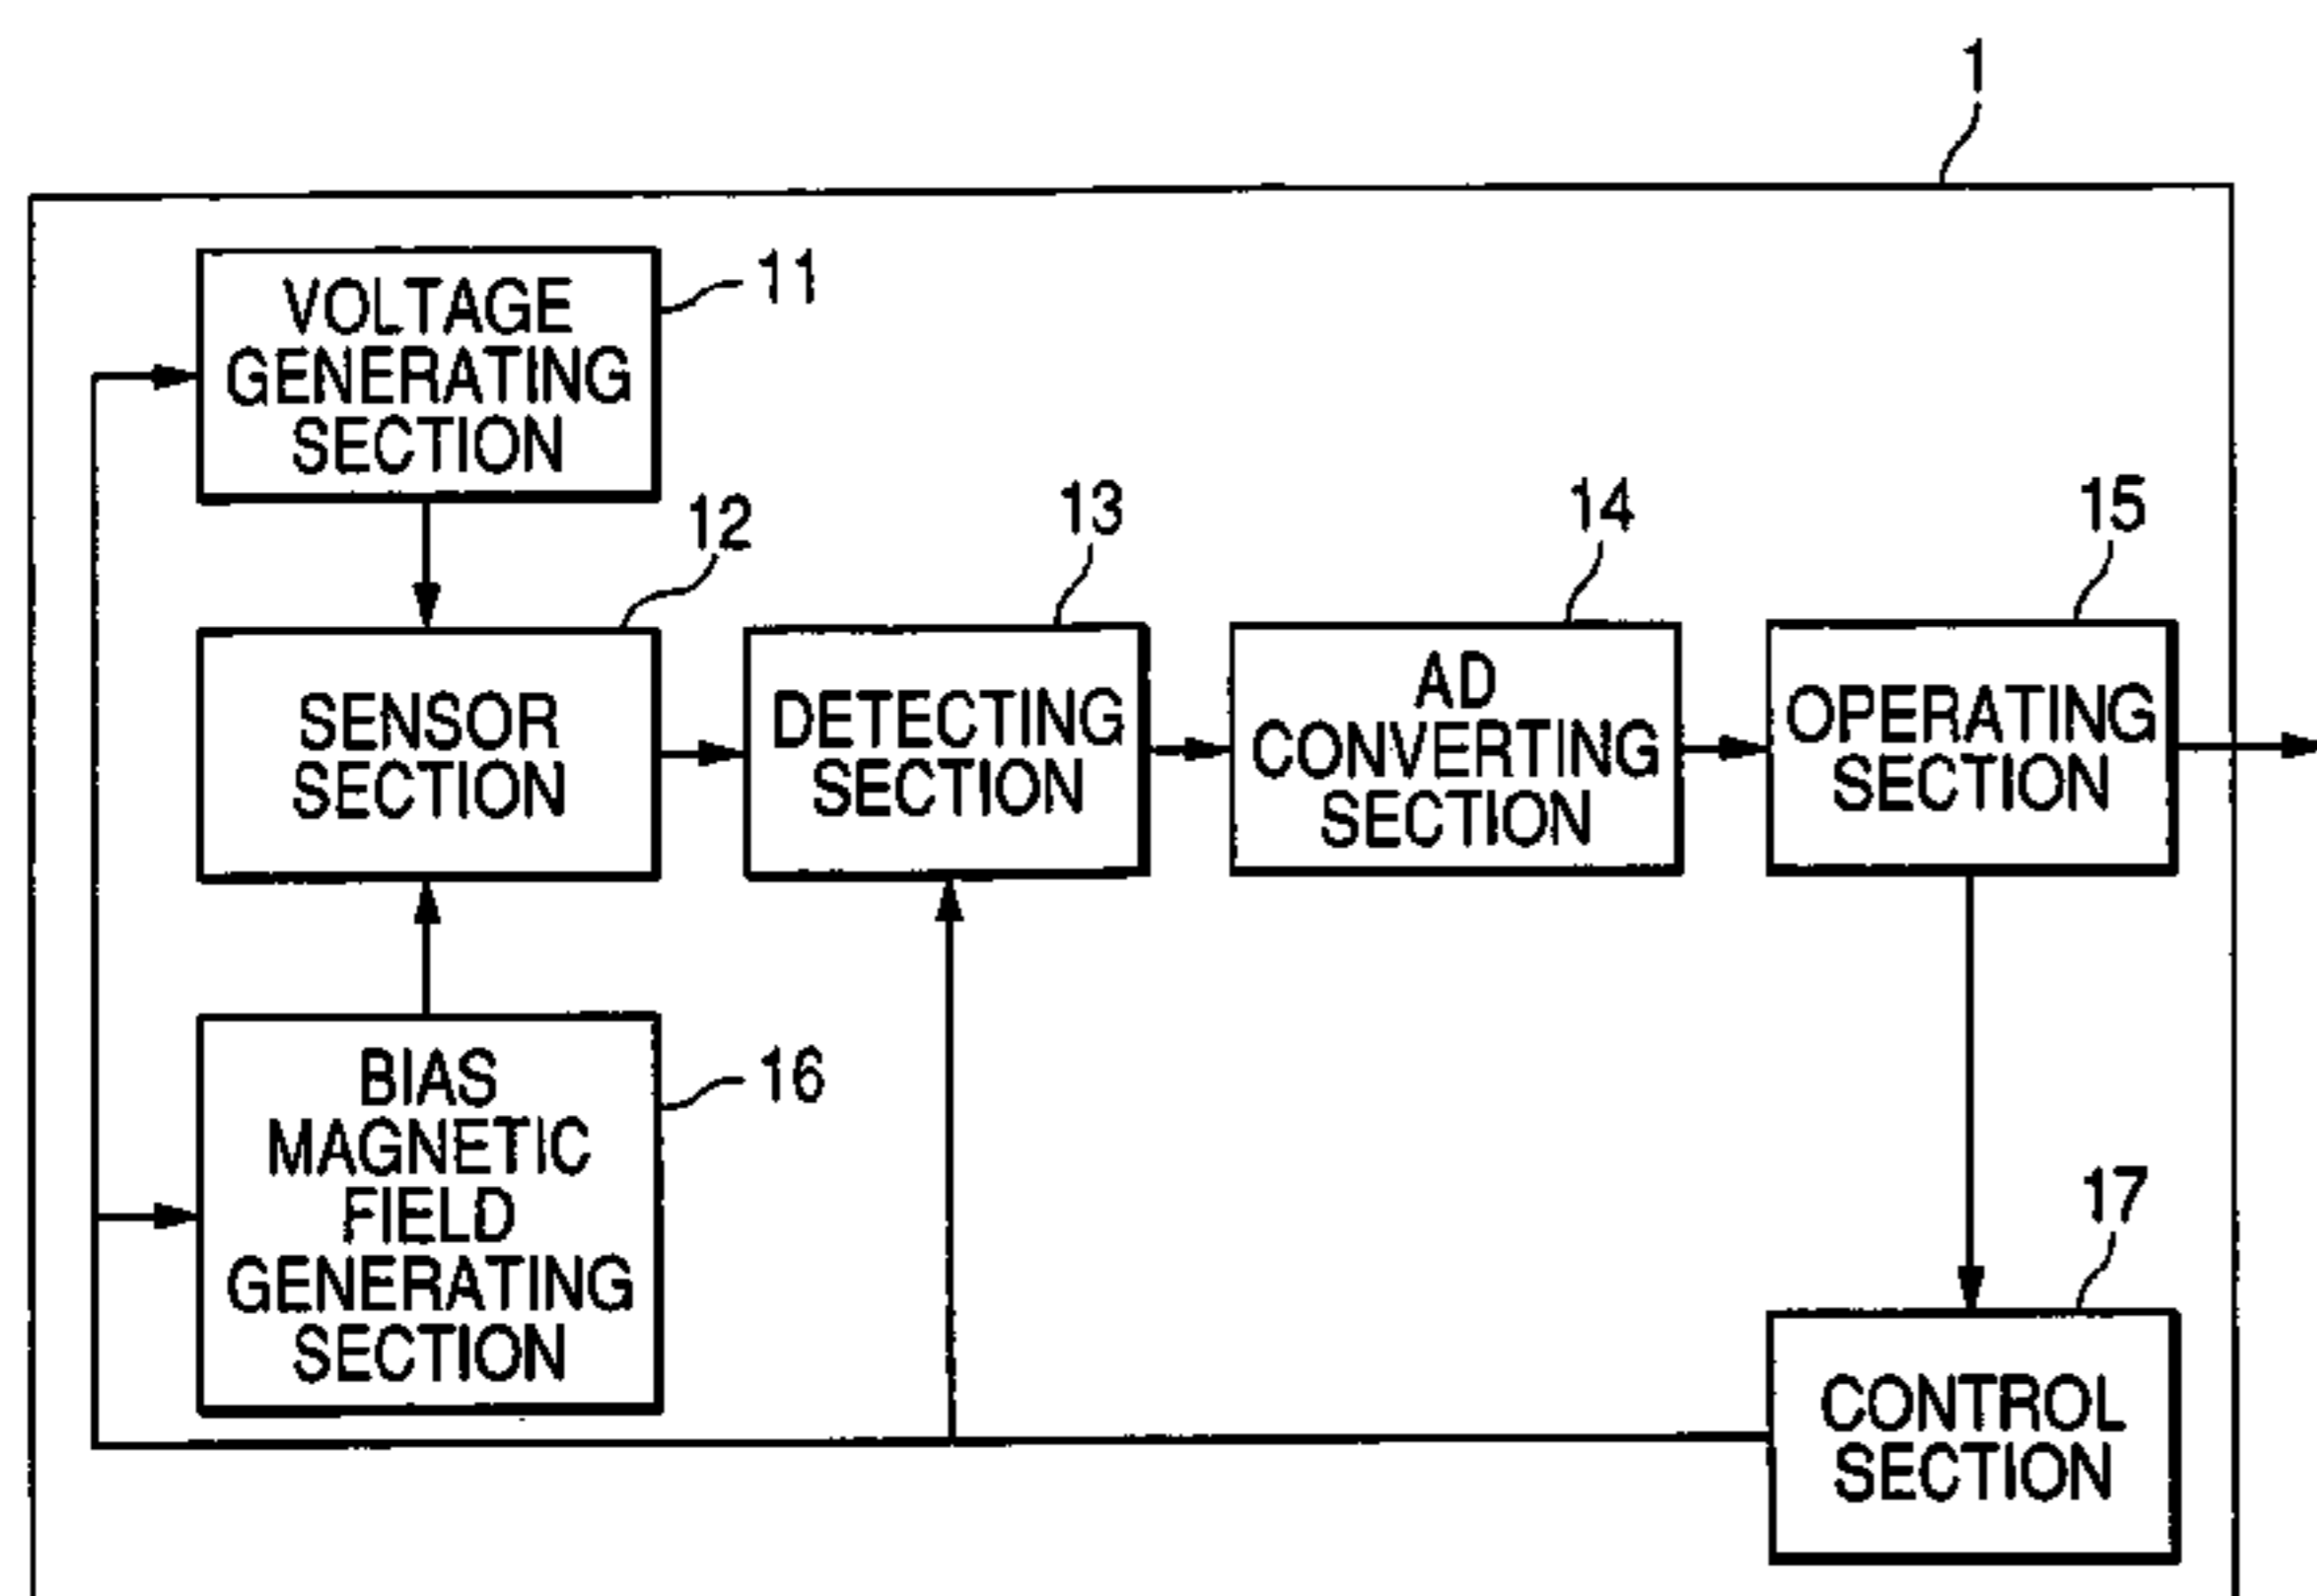 1
VOLTAGE
GENERATING
SECTION
11
12
SENSOR
SECTION
13
DETECTING
SECTION
14
AD
CONVERTING
SECTION
15
OPERATING
SECTION
BIAS
MAGNETIC
FIELD
GENERATING
SECTION
16
17
CONTROL
SECTION